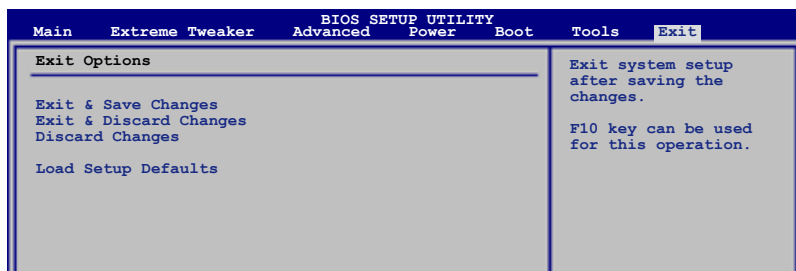 BIOS SETUP UTILITY
Main Extreme Tweaker Advanced Power Boot Tools Exit
Exit Options
Exit & Save Changes
Exit & Discard Changes
Discard Changes
Load Setup Defaults
Exit system setup
after saving the
changes.
F10 key can be used
for this operation.